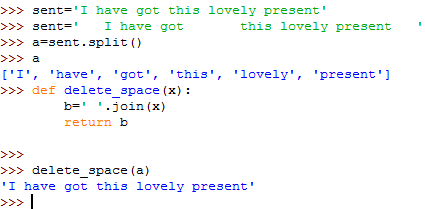 >>> sent='I have got this lovely present'
>>> sent='   I have got       this lovely present   '
>>> a=sent.split()
>>> a
['I', 'have', 'got', 'this', 'lovely', 'present']
>>> def delete_space(x):
        b=' '.join(x)
        return b

>>>
>>> delete_space(a)
'I have got this lovely present'
>>>